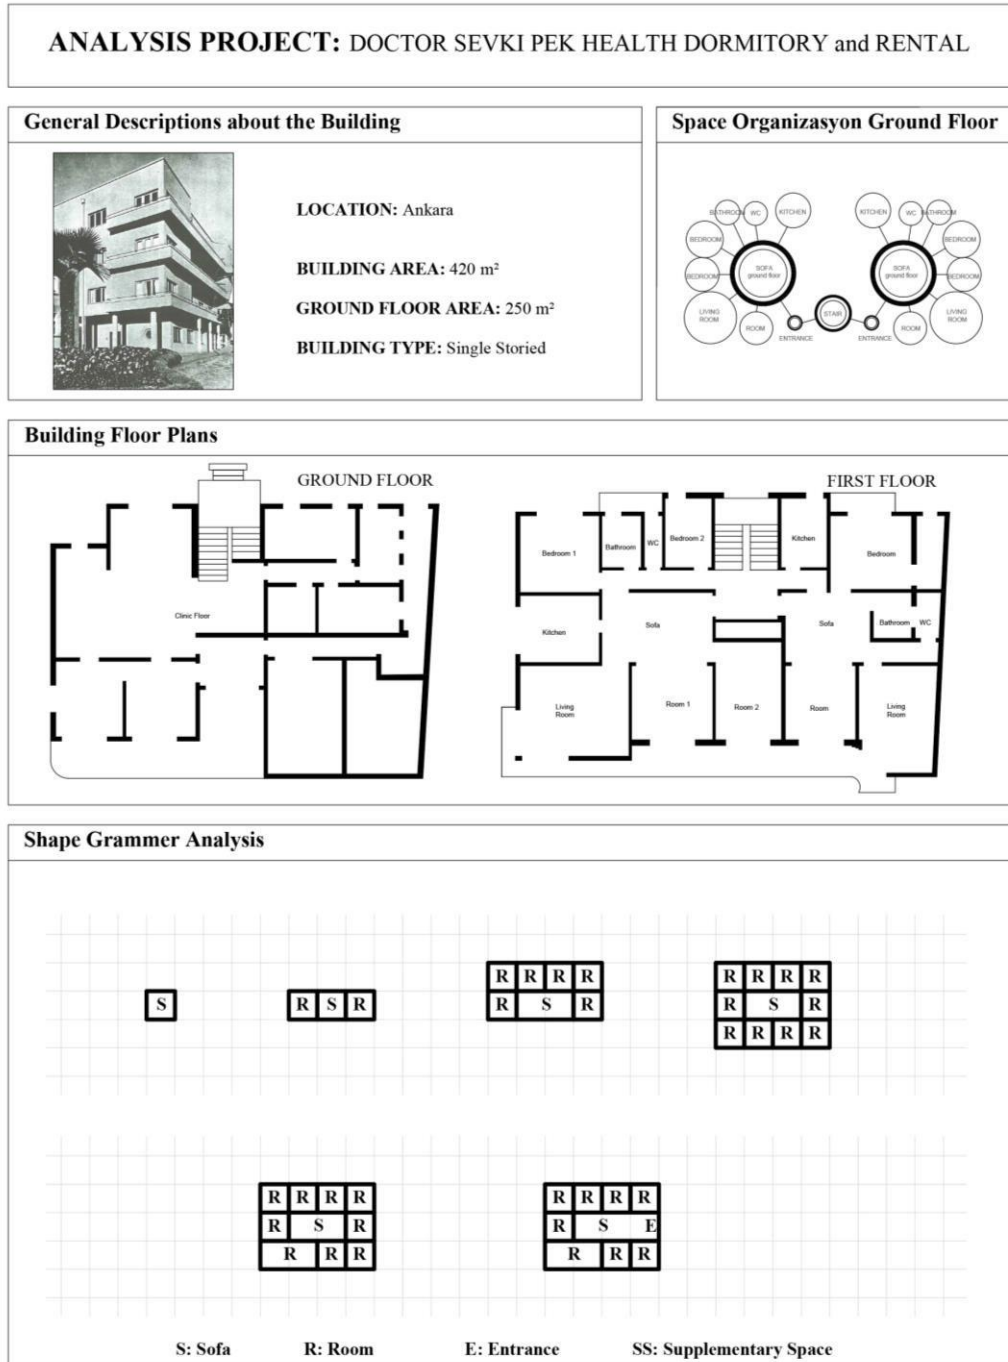 ANALYSIS PROJECT: DOCTOR SEVKI PEK HEALTH DORMITORY and RENTAL
General Descriptions about the Building
LOCATION: Ankara
BUILDING AREA: 420 m²
GROUND FLOOR AREA: 250 m²
BUILDING TYPE: Single Storied
Space Organizasyon Ground Floor
BATHROOM WC KITCHEN KITCHEN WC BATHROOM
BEDROOM BEDROOM
SOFA ground floor SOFA ground floor
BEDROOM BEDROOM
LIVING ROOM STAIR LIVING ROOM
ROOM ROOM
ENTRANCE ENTRANCE
Building Floor Plans
GROUND FLOOR
Clinic Floor
FIRST FLOOR
Bedroom 1
Bathroom
WC
Bedroom 2
Kitchen
Bedroom
Kitchen
Sofa
Sofa
Bathroom
WC
Living
Room
Room 1
Room 2
Room
Living
Room
Shape Grammer Analysis
S
R S R
R R R R
R S R
R R R R
R S R
R R R R
R R R R
R S R
R R R
R R R R
R S E
R R R
S: Sofa R: Room E: Entrance SS: Supplementary Space